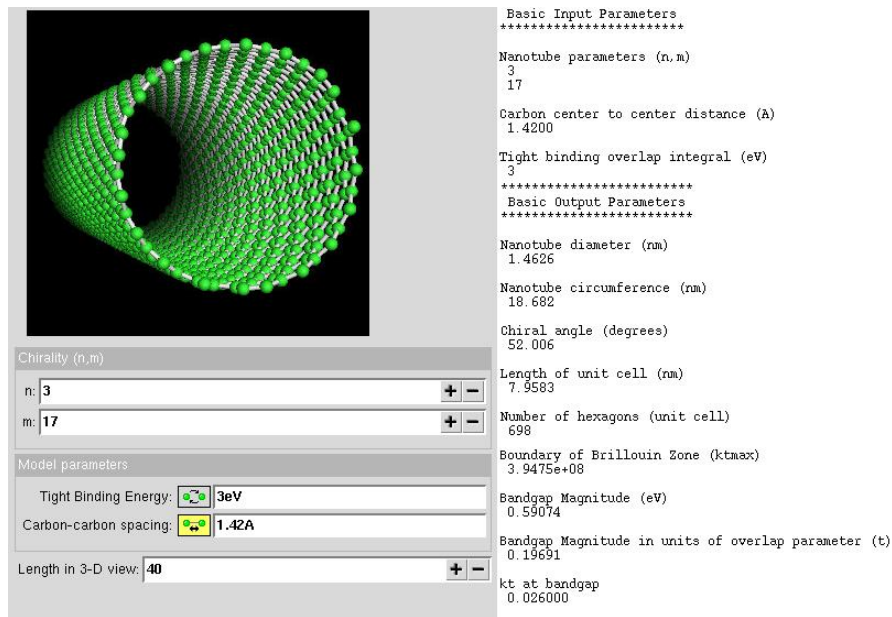 Chirality (n,m)
n: 3
+ −
m: 17
+ −
Model parameters
Tight Binding Energy: 3eV
Carbon-carbon spacing: 1.42A
Length in 3-D view: 40
+ −
Basic Input Parameters
************************
Nanotube parameters (n,m)
3
17
Carbon center to center distance (A)
1.4200
Tight binding overlap integral (eV)
3
*************************
Basic Output Parameters
*************************
Nanotube diameter (nm)
1.4626
Nanotube circumference (nm)
18.682
Chiral angle (degrees)
52.006
Length of unit cell (nm)
7.9583
Number of hexagons (unit cell)
698
Boundary of Brillouin Zone (ktmax)
3.9475e+08
Bandgap Magnitude (eV)
0.59074
Bandgap Magnitude in units of overlap parameter (t)
0.19691
kt at bandgap
0.026000